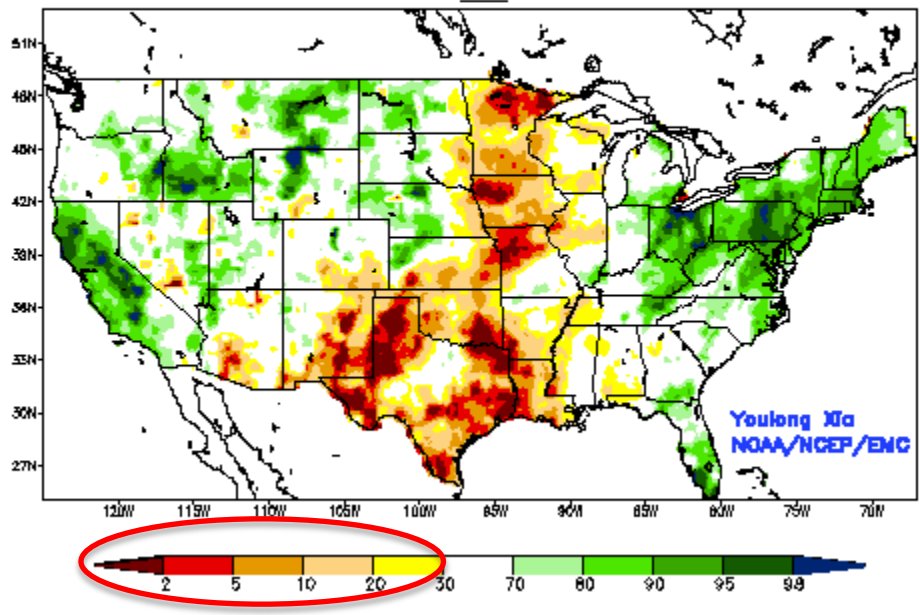 51N
48N
45N
42N
39N
36N
33N
30N
27N
Youlong Xia
NOAA/NCEP/EMC
120W 115W 110W 105W 100W 95W 90W 85W 80W 75W 70W
2 5 10 20 30 70 80 90 95 98